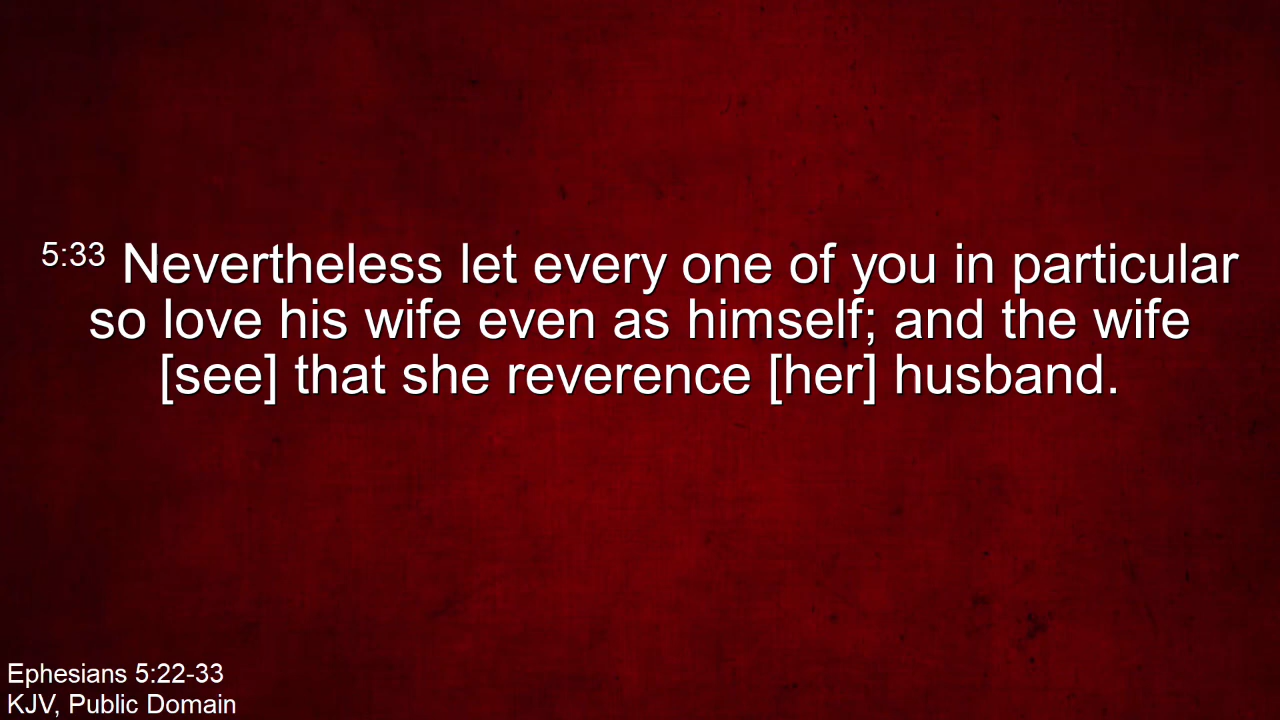 5:33 Nevertheless let every one of you in particular
so love his wife even as himself; and the wife
[see] that she reverence [her] husband.
Ephesians 5:22-33
KJV, Public Domain